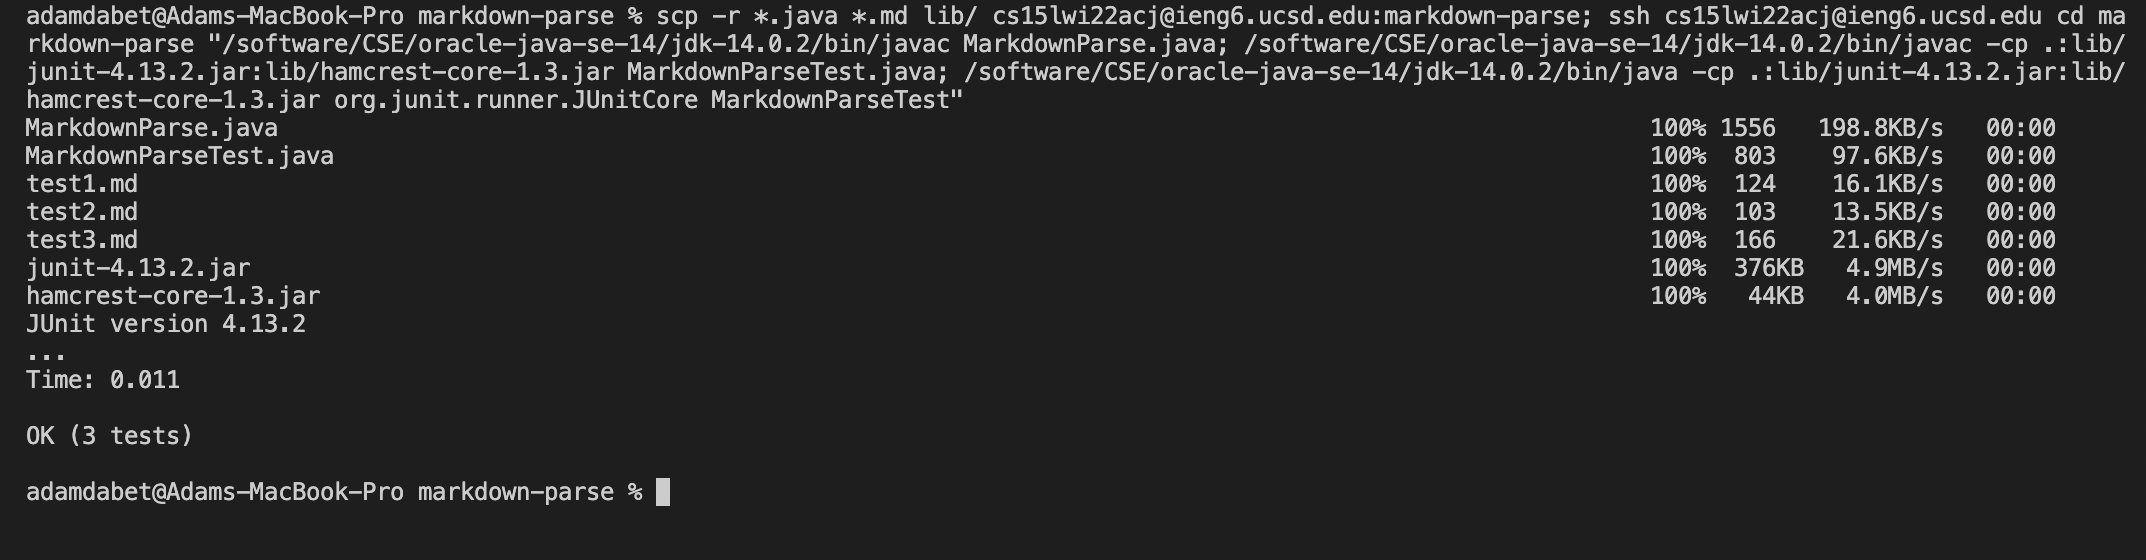 adamdabet@Adams-MacBook-Pro markdown-parse % scp -r *.java *.md lib/ cs15lwi22acj@ieng6.ucsd.edu:markdown-parse; ssh cs15lwi22acj@ieng6.ucsd.edu cd ma
rkdown-parse "/software/CSE/oracle-java-se-14/jdk-14.0.2/bin/javac MarkdownParse.java; /software/CSE/oracle-java-se-14/jdk-14.0.2/bin/javac -cp .:lib/
junit-4.13.2.jar:lib/hamcrest-core-1.3.jar MarkdownParseTest.java; /software/CSE/oracle-java-se-14/jdk-14.0.2/bin/java -cp .:lib/junit-4.13.2.jar:lib/
hamcrest-core-1.3.jar org.junit.runner.JUnitCore MarkdownParseTest"
MarkdownParse.java 100% 1556 198.8KB/s 00:00
MarkdownParseTest.java 100% 803 97.6KB/s 00:00
test1.md 100% 124 16.1KB/s 00:00
test2.md 100% 103 13.5KB/s 00:00
test3.md 100% 166 21.6KB/s 00:00
junit-4.13.2.jar 100% 376KB 4.9MB/s 00:00
hamcrest-core-1.3.jar 100% 44KB 4.0MB/s 00:00
JUnit version 4.13.2
...
Time: 0.011
OK (3 tests)
adamdabet@Adams-MacBook-Pro markdown-parse %